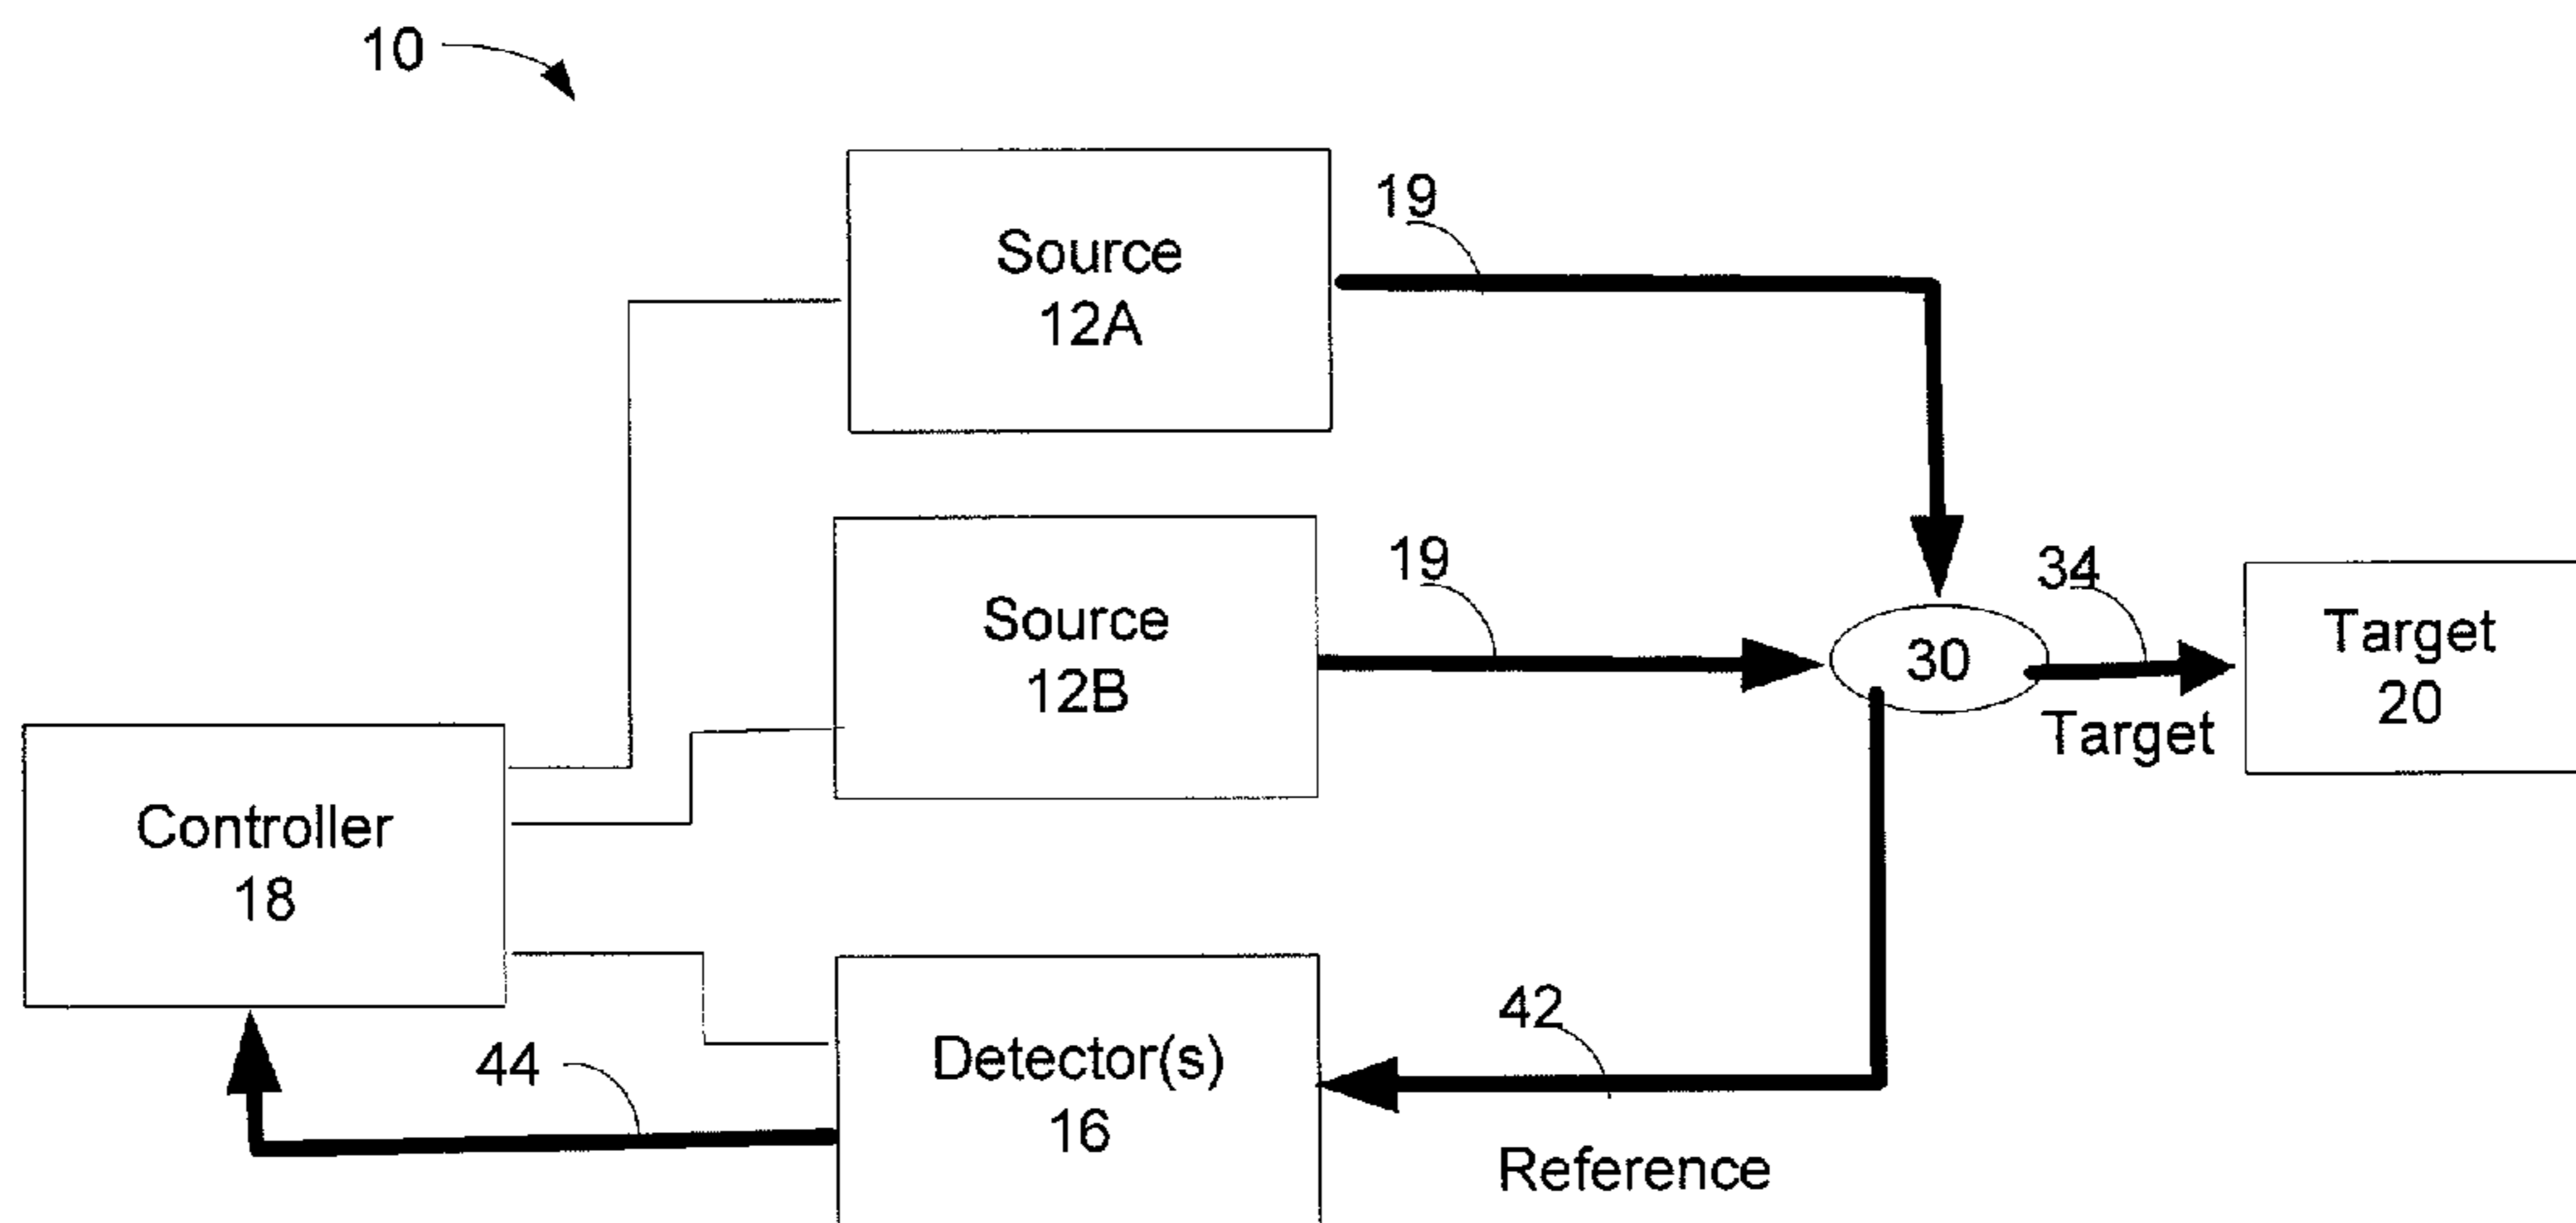 10
Source
12A
19
Source
12B
19
30
34
Target
Target
20
Controller
18
44
Detector(s)
16
42
Reference